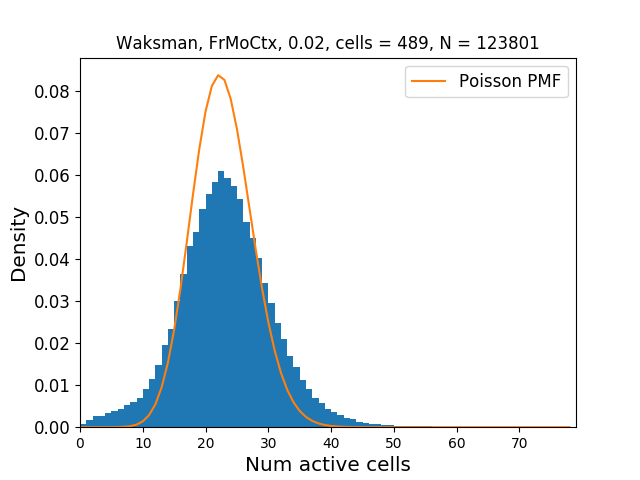 Waksman, FrMoCtx, 0.02, cells = 489, N = 123801
Poisson PMF
0.08
0.07
0.06
0.05
0.04
0.03
0.02
0.01
0.00
Density
0 10 20 30 40 50 60 70
Num active cells